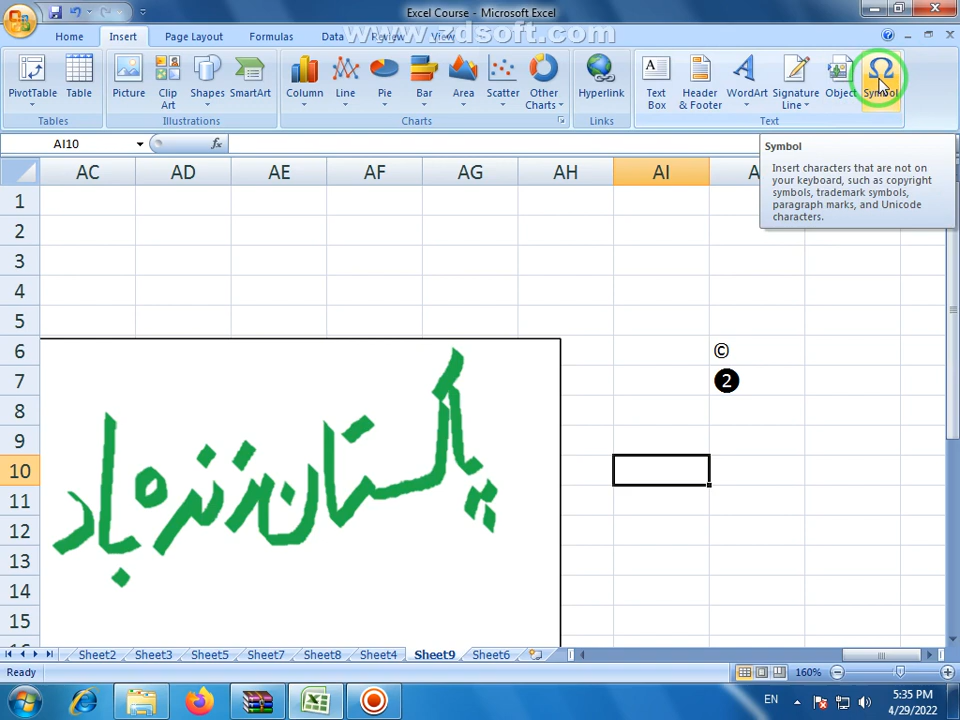 Excel Course - Microsoft Excel
Home Insert Page Layout Formulas Data Review View
PivotTable Table Picture Clip Art Shapes SmartArt Column Line Pie Bar Area Scatter Other Charts Hyperlink Text Box Header & Footer WordArt Signature Line Object Symbol
Tables Illustrations Charts Links Text
AI10 fx
Symbol
Insert characters that are not on
your keyboard, such as copyright
symbols, trademark symbols,
paragraph marks, and Unicode
characters.
AC AD AE AF AG AH AI
1
2
3
4
5
6 ©
7 ❷
8
9
10
11
12
13
14
15
پاکستان زندہ باد
Sheet2 Sheet3 Sheet5 Sheet7 Sheet8 Sheet4 Sheet9 Sheet6
Ready 160%
EN 5:35 PM
4/29/2022